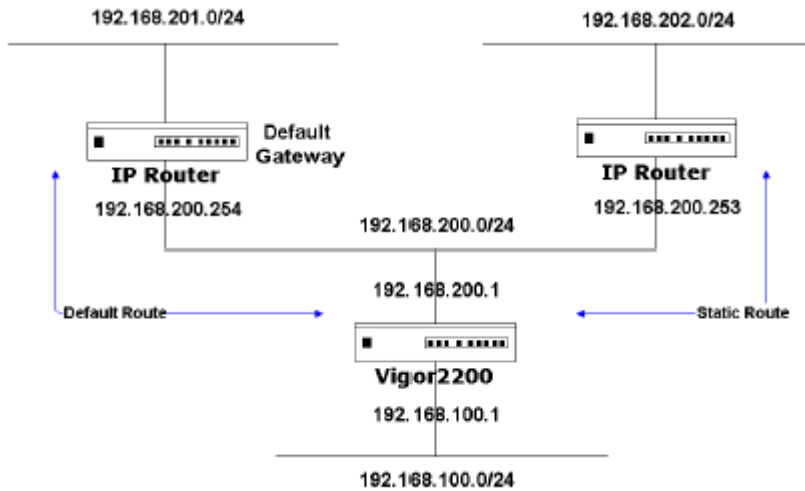 192.168.201.0/24
192.168.202.0/24
Default
Gateway
IP Router
IP Router
192.168.200.254
192.168.200.253
192.168.200.0/24
192.168.200.1
Default Route
Static Route
Vigor2200
192.168.100.1
192.168.100.0/24